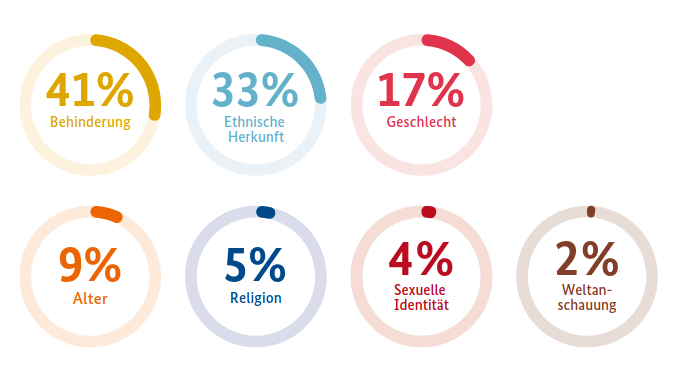 41%
Behinderung
33%
Ethnische
Herkunft
17%
Geschlecht
9%
Alter
5%
Religion
4%
Sexuelle
Identität
2%
Weltan-
schauung